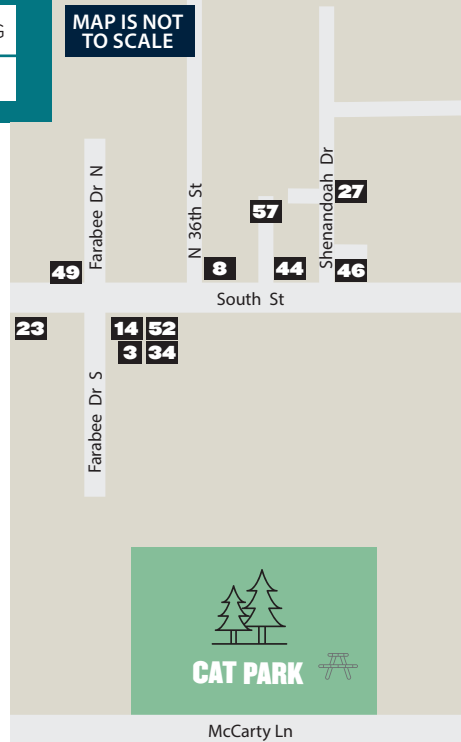 G
MAP IS NOT
TO SCALE
Farabee Dr N
N 36th St
Shenandoah Dr
27
57
49
8
44
46
South St
23
14 52
3 34
Farabee Dr S
CAT PARK
McCarty Ln